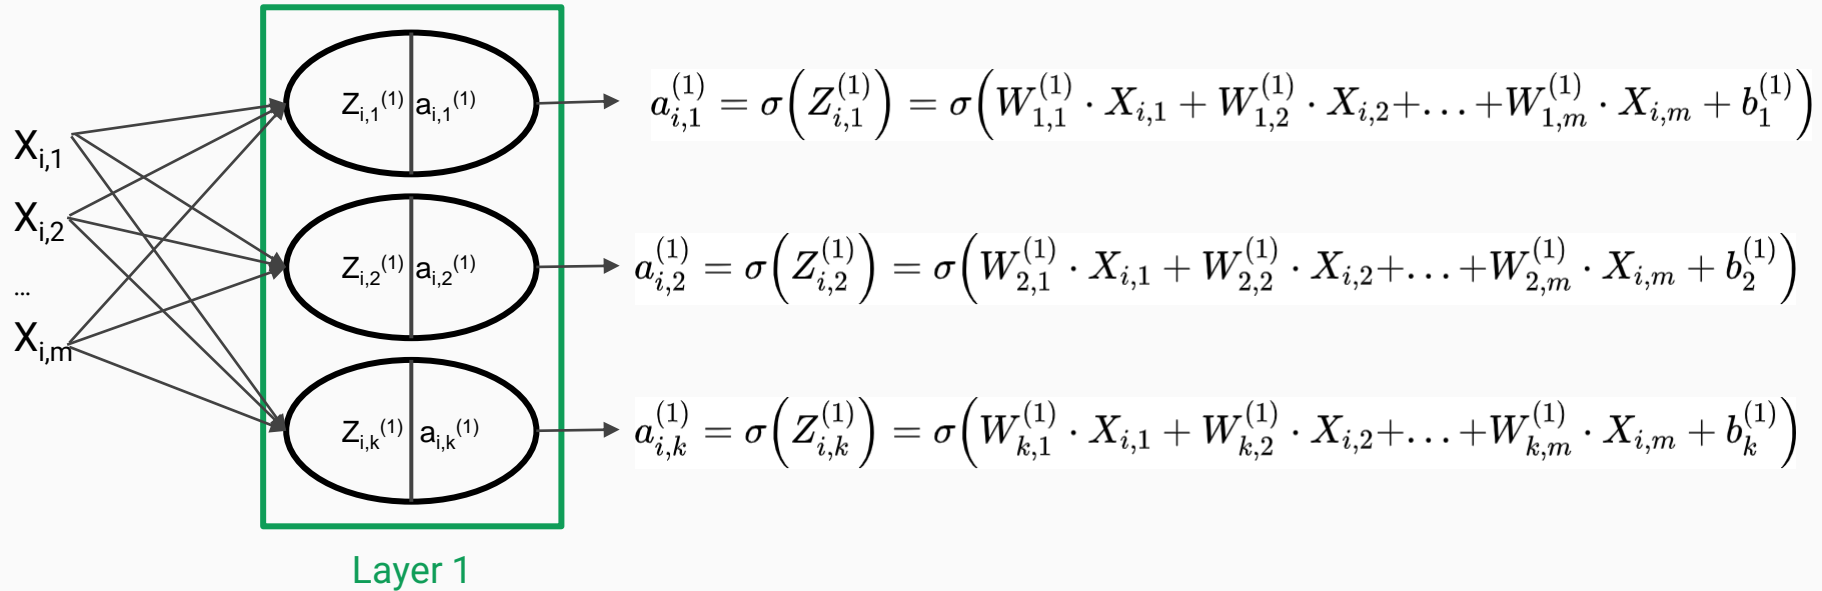 X_{i,1}
X_{i,2}
...
X_{i,m}
Z_{i,1}^{(1)} a_{i,1}^{(1)}
Z_{i,2}^{(1)} a_{i,2}^{(1)}
Z_{i,k}^{(1)} a_{i,k}^{(1)}
a_{i,1}^{(1)} = σ(Z_{i,1}^{(1)}) = σ(W_{1,1}^{(1)} · X_{i,1} + W_{1,2}^{(1)} · X_{i,2}+...+W_{1,m}^{(1)} · X_{i,m} + b_1^{(1)})
a_{i,2}^{(1)} = σ(Z_{i,2}^{(1)}) = σ(W_{2,1}^{(1)} · X_{i,1} + W_{2,2}^{(1)} · X_{i,2}+...+W_{2,m}^{(1)} · X_{i,m} + b_2^{(1)})
a_{i,k}^{(1)} = σ(Z_{i,k}^{(1)}) = σ(W_{k,1}^{(1)} · X_{i,1} + W_{k,2}^{(1)} · X_{i,2}+...+W_{k,m}^{(1)} · X_{i,m} + b_k^{(1)})
Layer 1